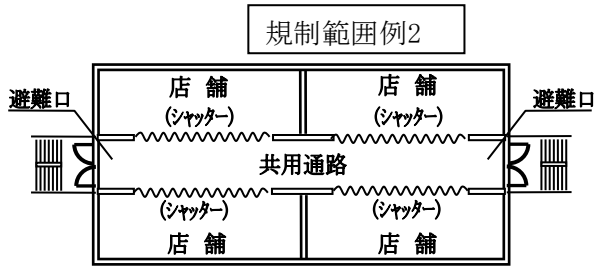 規制範囲例2
店 舗
店 舗
(シャッター)
(シャッター)
避難口
避難口
共用通路
(シャッター)
(シャッター)
店 舗
店 舗